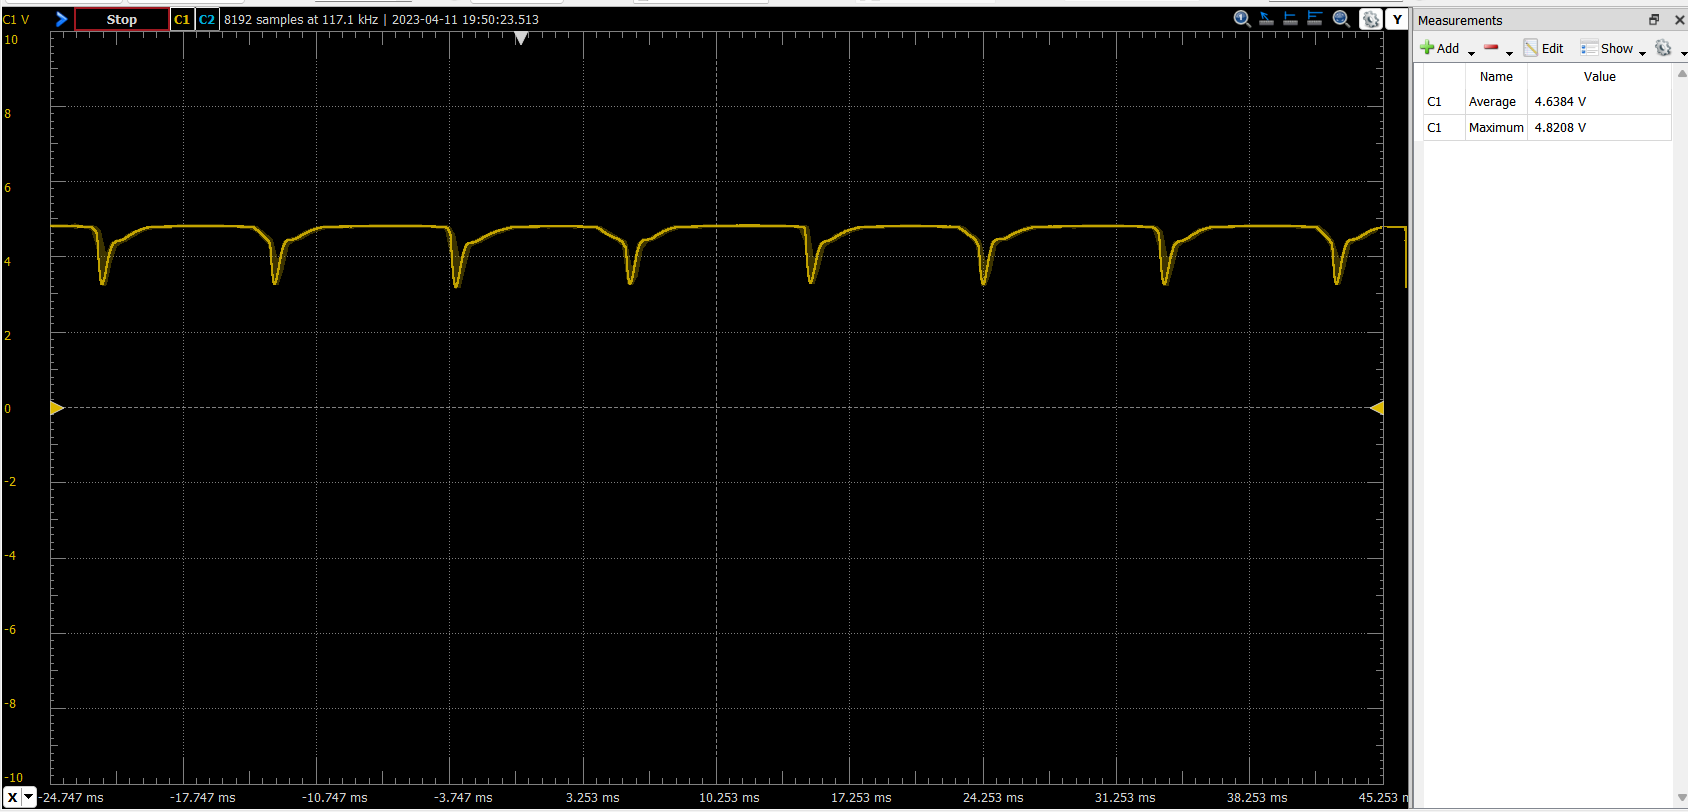 C1 V Stop C1 C2 8192 samples at 117.1 kHz | 2023-04-11 19:50:23.513 Y
10
8
6
4
2
0
-2
-4
-6
-8
-10
X -24.747 ms -17.747 ms -10.747 ms -3.747 ms 3.253 ms 10.253 ms 17.253 ms 24.253 ms 31.253 ms 38.253 ms 45.253
Measurements
Add Edit Show
Name Value
C1 Average 4.6384 V
C1 Maximum 4.8208 V